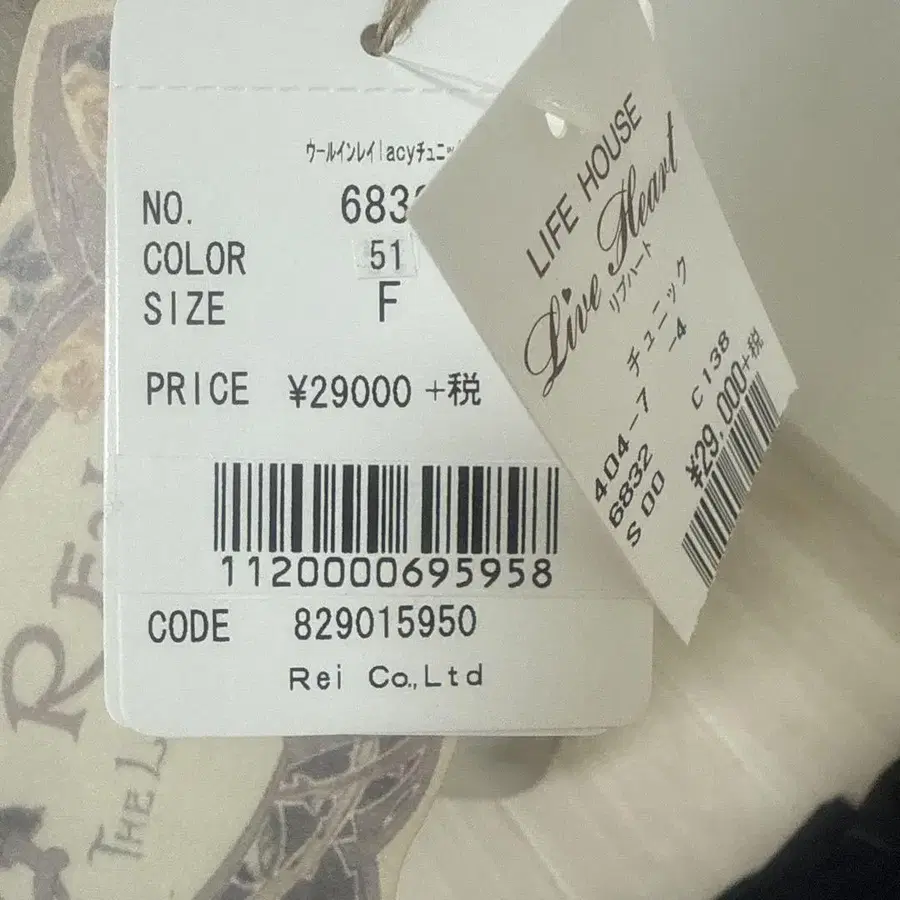 ウールインレイlacyチュニッ
NO. 683
COLOR 51
SIZE F
PRICE ¥29000 +税
1120000695958
CODE 829015950
Rei Co.,Ltd
LIFE HOUSE
Live Heart
リブハート
チュニック
-4
404-7 C138
6832 ¥29,000+税
S 00
THE L